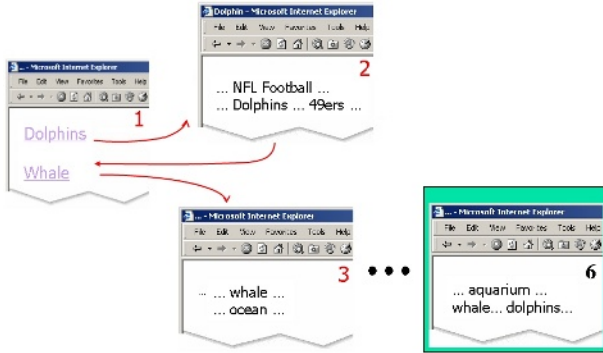 Dolphin - Microsoft Internet Explorer
File Edit View Favorites Tools Help
2
... NFL Football ...
... Dolphins ... 49ers ...
... - Microsoft Internet Explorer
File Edit View Favorites Tools Help
1
Dolphins
Whale
... - Microsoft Internet Explorer
File Edit View Favorites Tools Help
3
... ... whale ...
... ocean ...
•••
... - Microsoft Internet Explorer
File Edit View Favorites Tools Help
6
... aquarium ...
whale... dolphins...